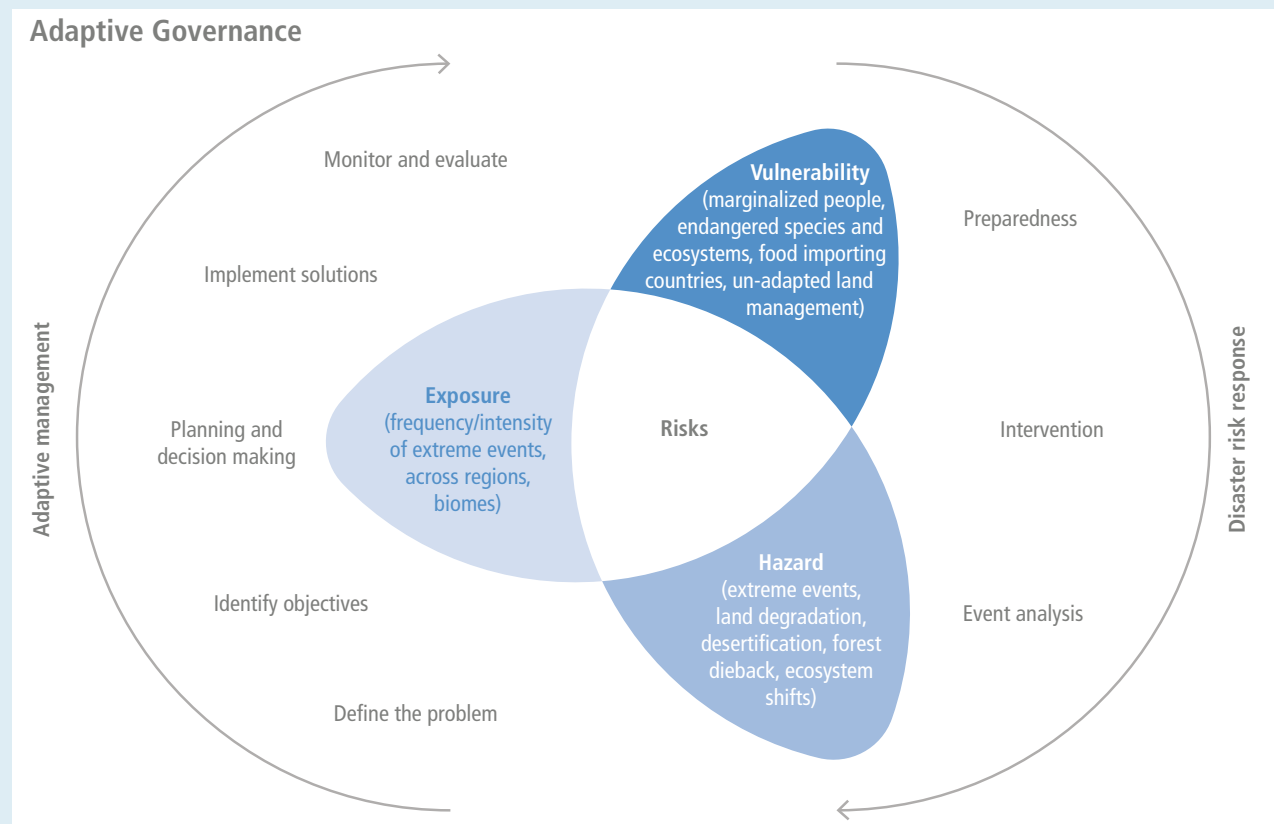 Adaptive Governance
Adaptive management
Monitor and evaluate
Implement solutions
Planning and
decision making
Identify objectives
Define the problem
Exposure
(frequency/intensity
of extreme events,
across regions,
biomes)
Risks
Vulnerability
(marginalized people,
endangered species and
ecosystems, food importing
countries, un-adapted land
management)
Hazard
(extreme events,
land degradation,
desertification, forest
dieback, ecosystem
shifts)
Preparedness
Intervention
Event analysis
Disaster risk response